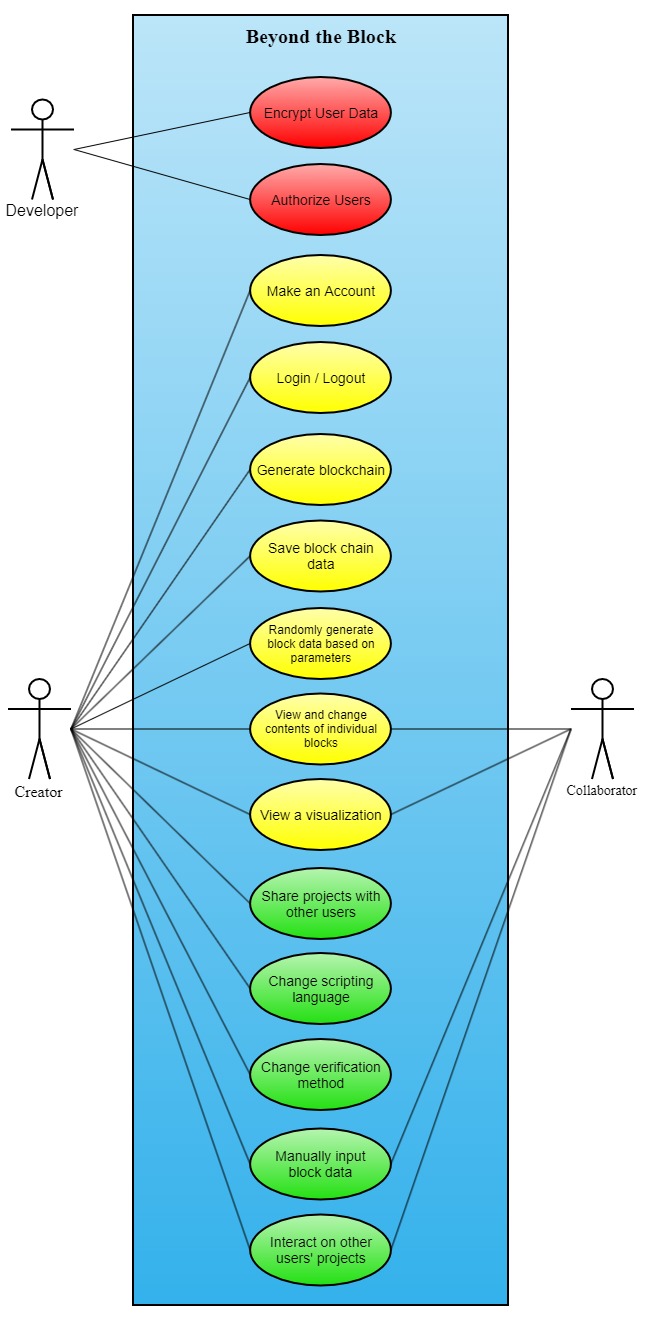 Beyond the Block
Encrypt User Data
Developer
Authorize Users
Make an Account
Login / Logout
Generate blockchain
Save block chain
data
Randomly generate
block data based on
parameters
View and change
contents of individual
blocks
Creator
Collaborator
View a visualization
Share projects with
other users
Change scripting
language
Change verification
method
Manually input
block data
Interact on other
users' projects